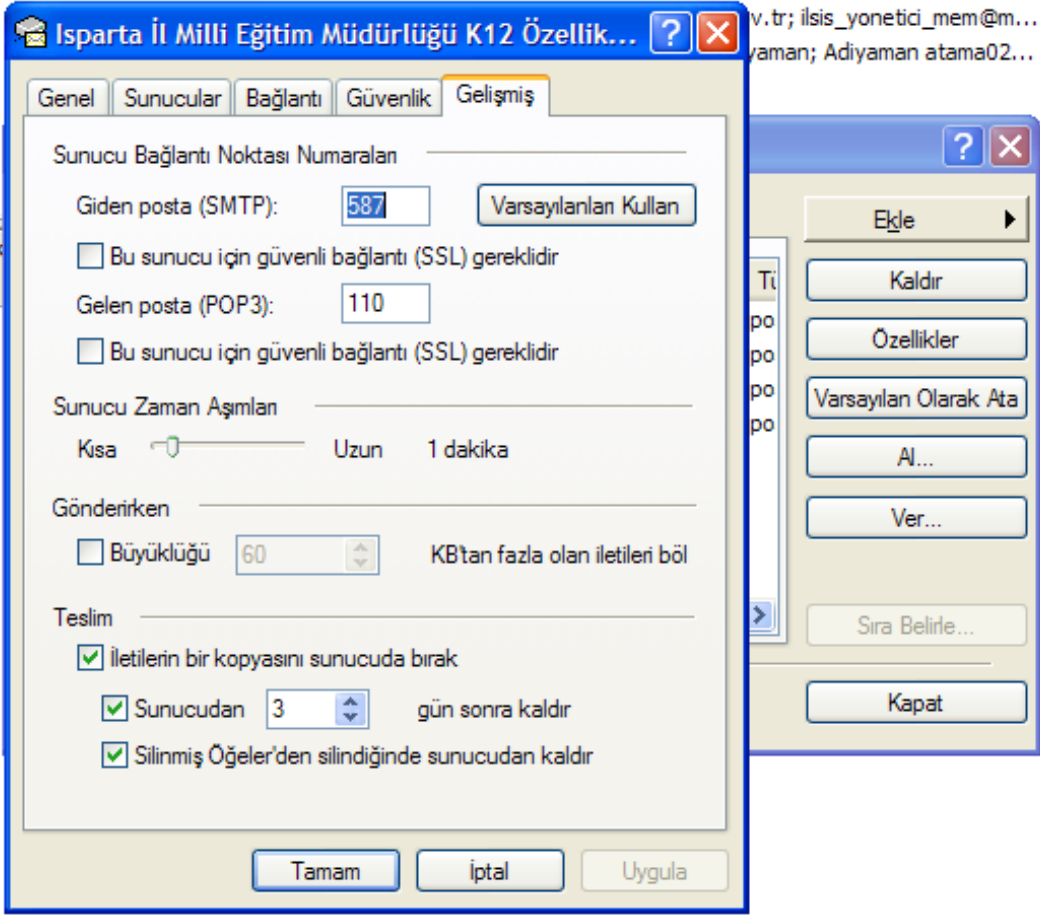 Isparta İl Milli Eğitim Müdürlüğü K12 Özellik...
v.tr; ilsis_yonetici_mem@m...
yaman; Adiyaman atama02...
Genel Sunucular Bağlantı Güvenlik Gelişmiş
Sunucu Bağlantı Noktası Numaraları
Giden posta (SMTP): 587 Varsayılanları Kullan
Bu sunucu için güvenli bağlantı (SSL) gereklidir
Gelen posta (POP3): 110
Bu sunucu için güvenli bağlantı (SSL) gereklidir
Sunucu Zaman Aşımları
Kısa Uzun 1 dakika
Gönderirken
Büyüklüğü 60 KB'tan fazla olan iletileri böl
Teslim
İletilerin bir kopyasını sunucuda bırak
Sunucudan 3 gün sonra kaldır
Silinmiş Öğeler'den silindiğinde sunucudan kaldır
Tamam İptal Uygula
Ekle
Kaldır
Özellikler
Varsayılan Olarak Ata
Al...
Ver...
Sıra Belirle...
Kapat
Tü
po
po
po
po